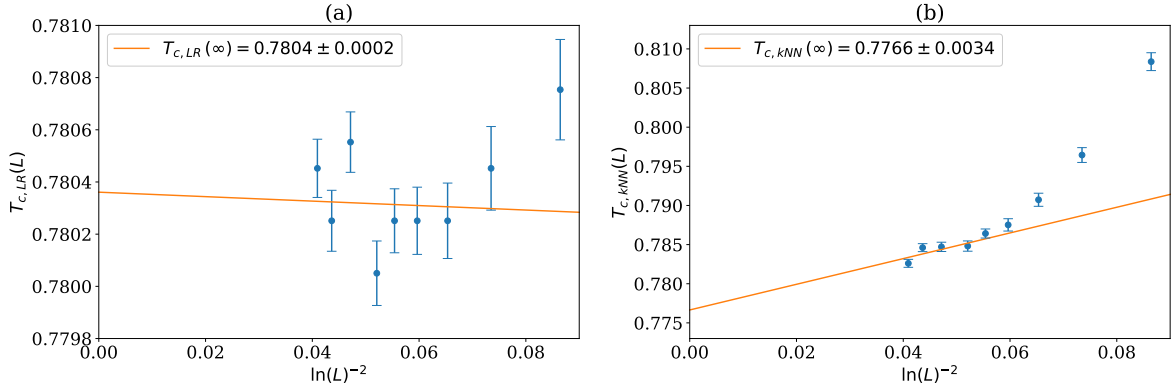 (a)
T_{c,LR}(∞) = 0.7804 ± 0.0002
T_{c,LR}(L)
0.7810
0.7808
0.7806
0.7804
0.7802
0.7800
0.7798
0.00 0.02 0.04 0.06 0.08
ln(L)^{-2}
(b)
T_{c,kNN}(∞) = 0.7766 ± 0.0034
T_{c,kNN}(L)
0.810
0.805
0.800
0.795
0.790
0.785
0.780
0.775
0.00 0.02 0.04 0.06 0.08
ln(L)^{-2}